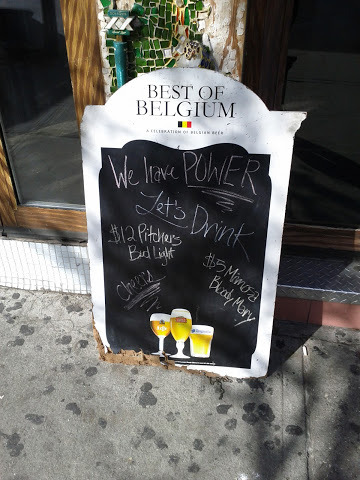 BEST OF
BELGIUM
A CELEBRATION OF BELGIAN BEER
We have POWER
Let's Drink
$12 Pitchers
Bud Light
Cheers
$5 Mimosa
Bloody Mary